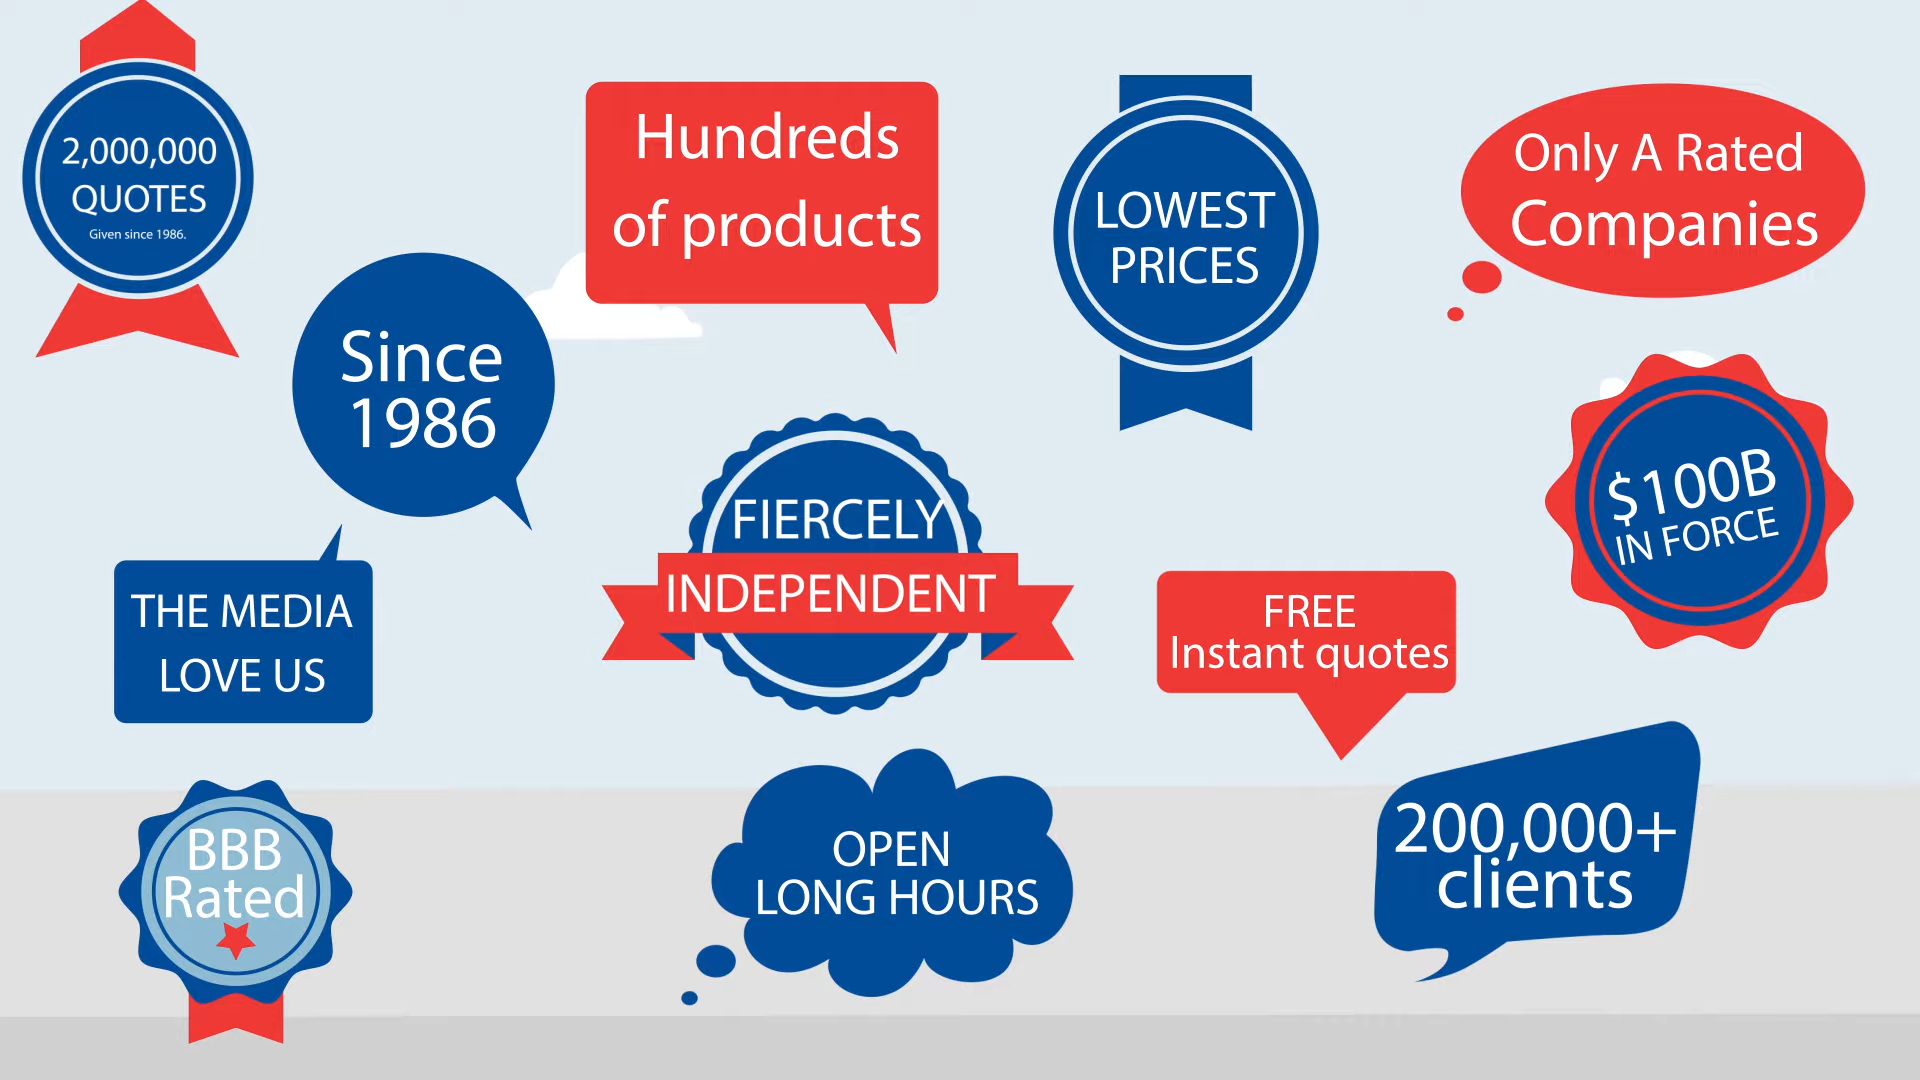 2,000,000
QUOTES
Given since 1986.
Hundreds
of products
LOWEST
PRICES
Only A Rated
Companies
Since
1986
$100B
IN FORCE
FIERCELY
INDEPENDENT
THE MEDIA
LOVE US
FREE
Instant quotes
BBB
Rated
OPEN
LONG HOURS
200,000+
clients